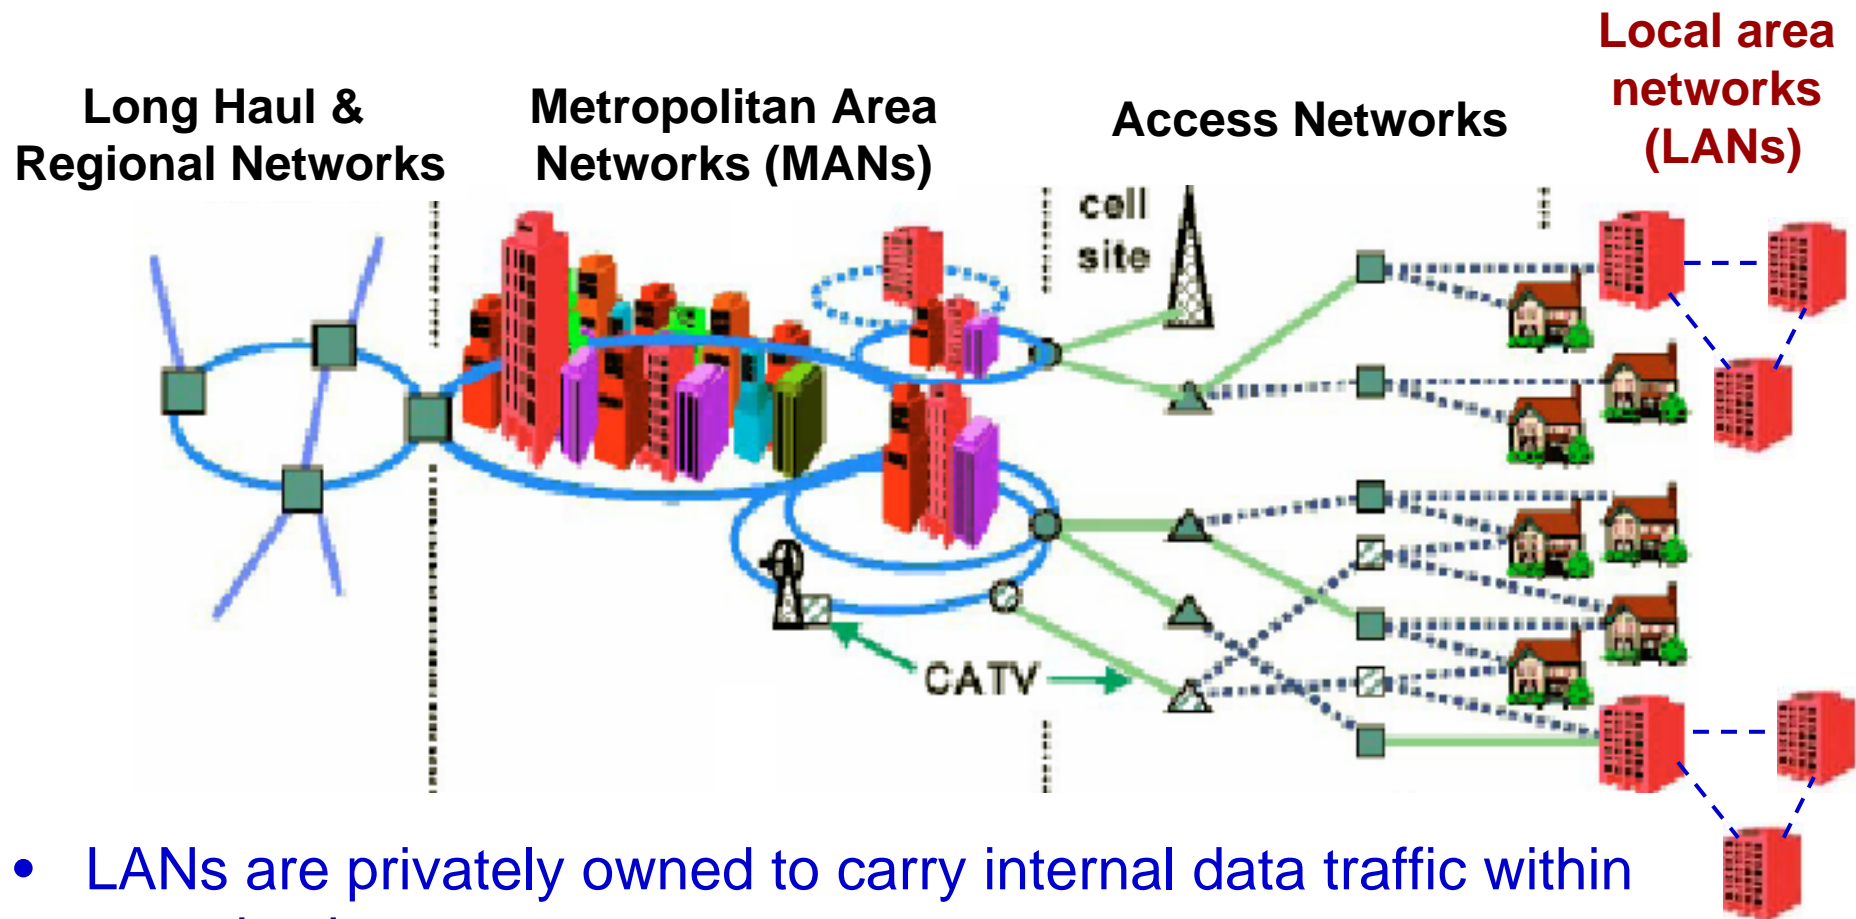 Local area
networks
(LANs)
Long Haul &
Regional Networks
Metropolitan Area
Networks (MANs)
Access Networks
cell
site
CATV
• LANs are privately owned to carry internal data traffic within